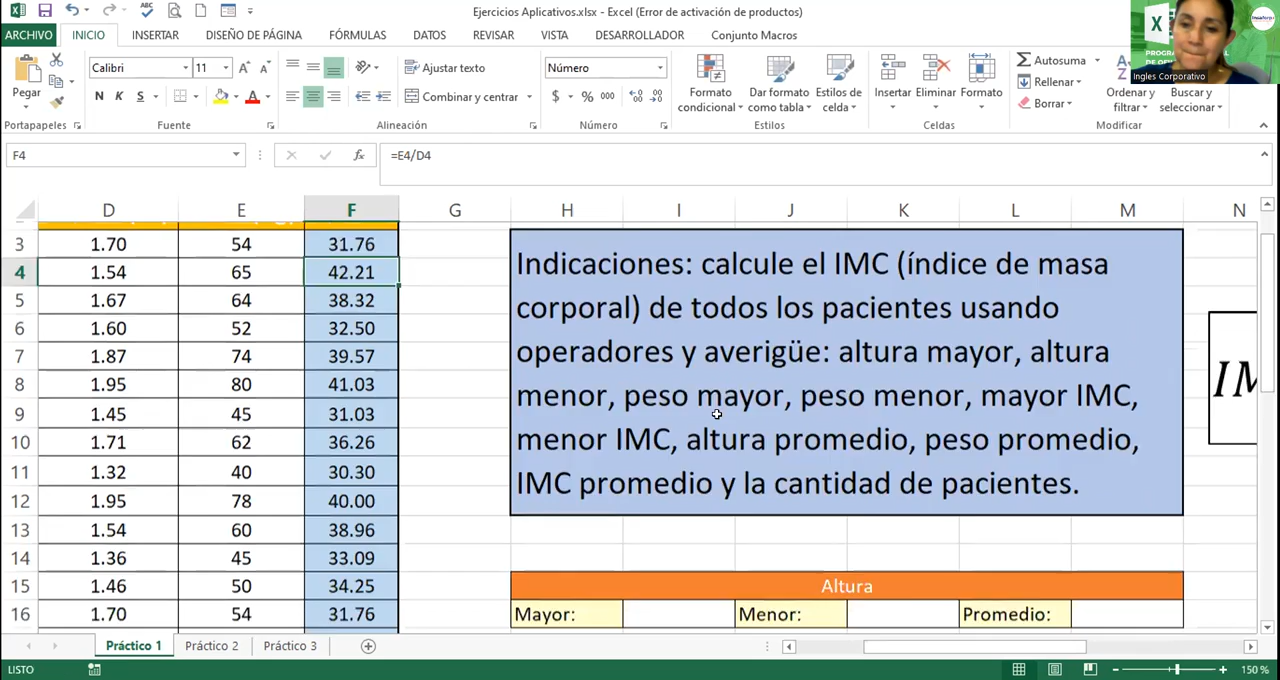 Ejercicios Aplicativos.xlsx - Excel (Error de activación de productos)
ARCHIVO INICIO INSERTAR DISEÑO DE PÁGINA FÓRMULAS DATOS REVISAR VISTA DESARROLLADOR Conjunto Macros
Ingles Corporativo
Calibri 11 Ajustar texto Número Autosuma
Pegar Formato condicional Dar formato como tabla Estilos de celda Insertar Eliminar Formato Rellenar Ordenar y filtrar Buscar y seleccionar
N K S Combinar y centrar $ % 000 Borrar
Portapapeles Fuente Alineación Número Estilos Celdas Modificar
F4 fx =E4/D4
D E F G H I J K L M N
3 1.70 54 31.76
4 1.54 65 42.21
5 1.67 64 38.32
6 1.60 52 32.50
7 1.87 74 39.57
8 1.95 80 41.03
9 1.45 45 31.03
10 1.71 62 36.26
11 1.32 40 30.30
12 1.95 78 40.00
13 1.54 60 38.96
14 1.36 45 33.09
15 1.46 50 34.25
16 1.70 54 31.76
Indicaciones: calcule el IMC (índice de masa
corporal) de todos los pacientes usando
operadores y averigüe: altura mayor, altura
menor, peso mayor, peso menor, mayor IMC,
menor IMC, altura promedio, peso promedio,
IMC promedio y la cantidad de pacientes.
Altura
Mayor: Menor: Promedio:
Práctico 1 Práctico 2 Práctico 3
LISTO 150 %